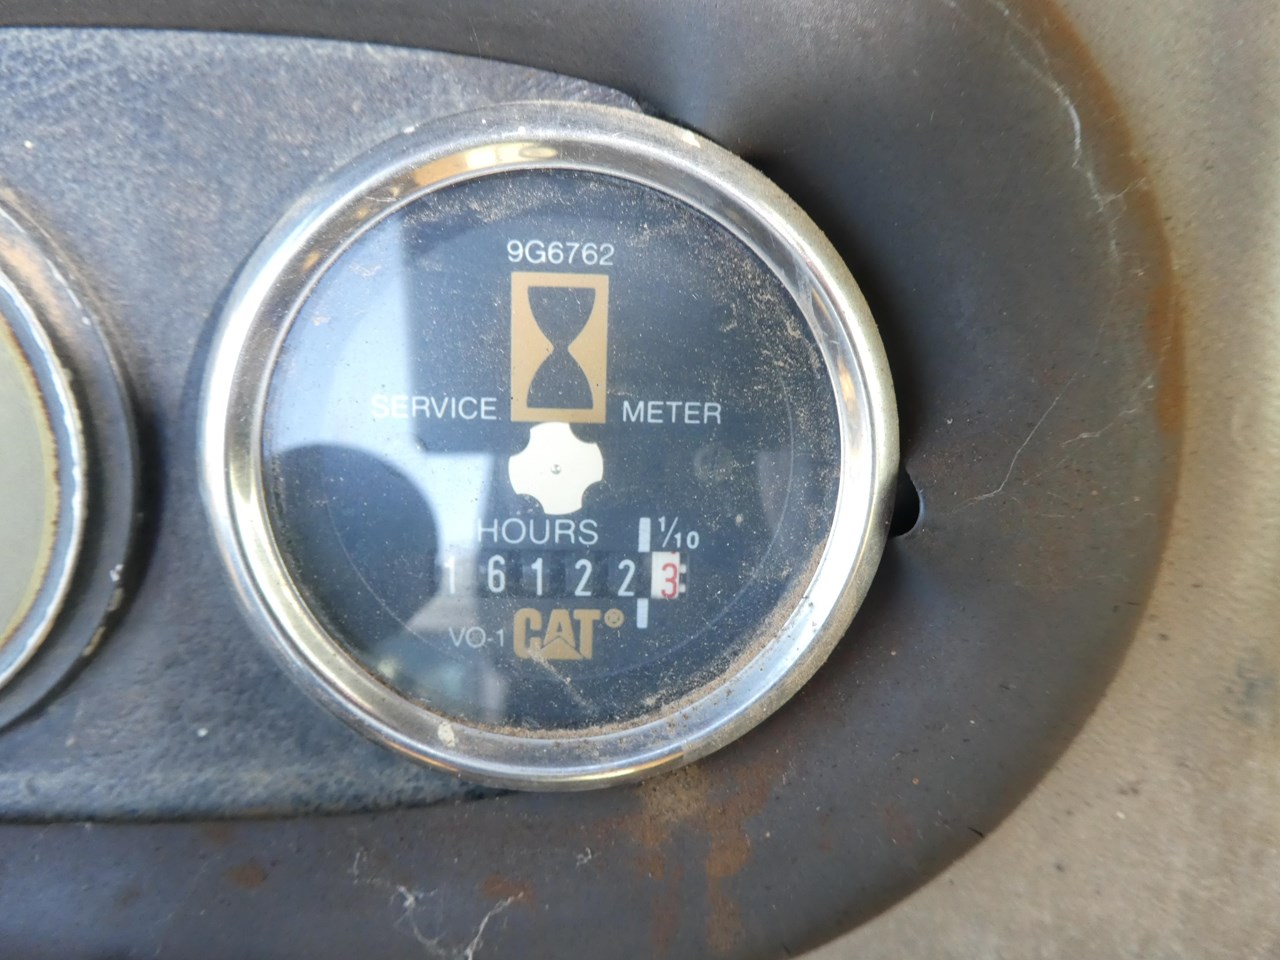 9G6762
SERVICE METER
HOURS 1/10
161223
VO-1 CAT®